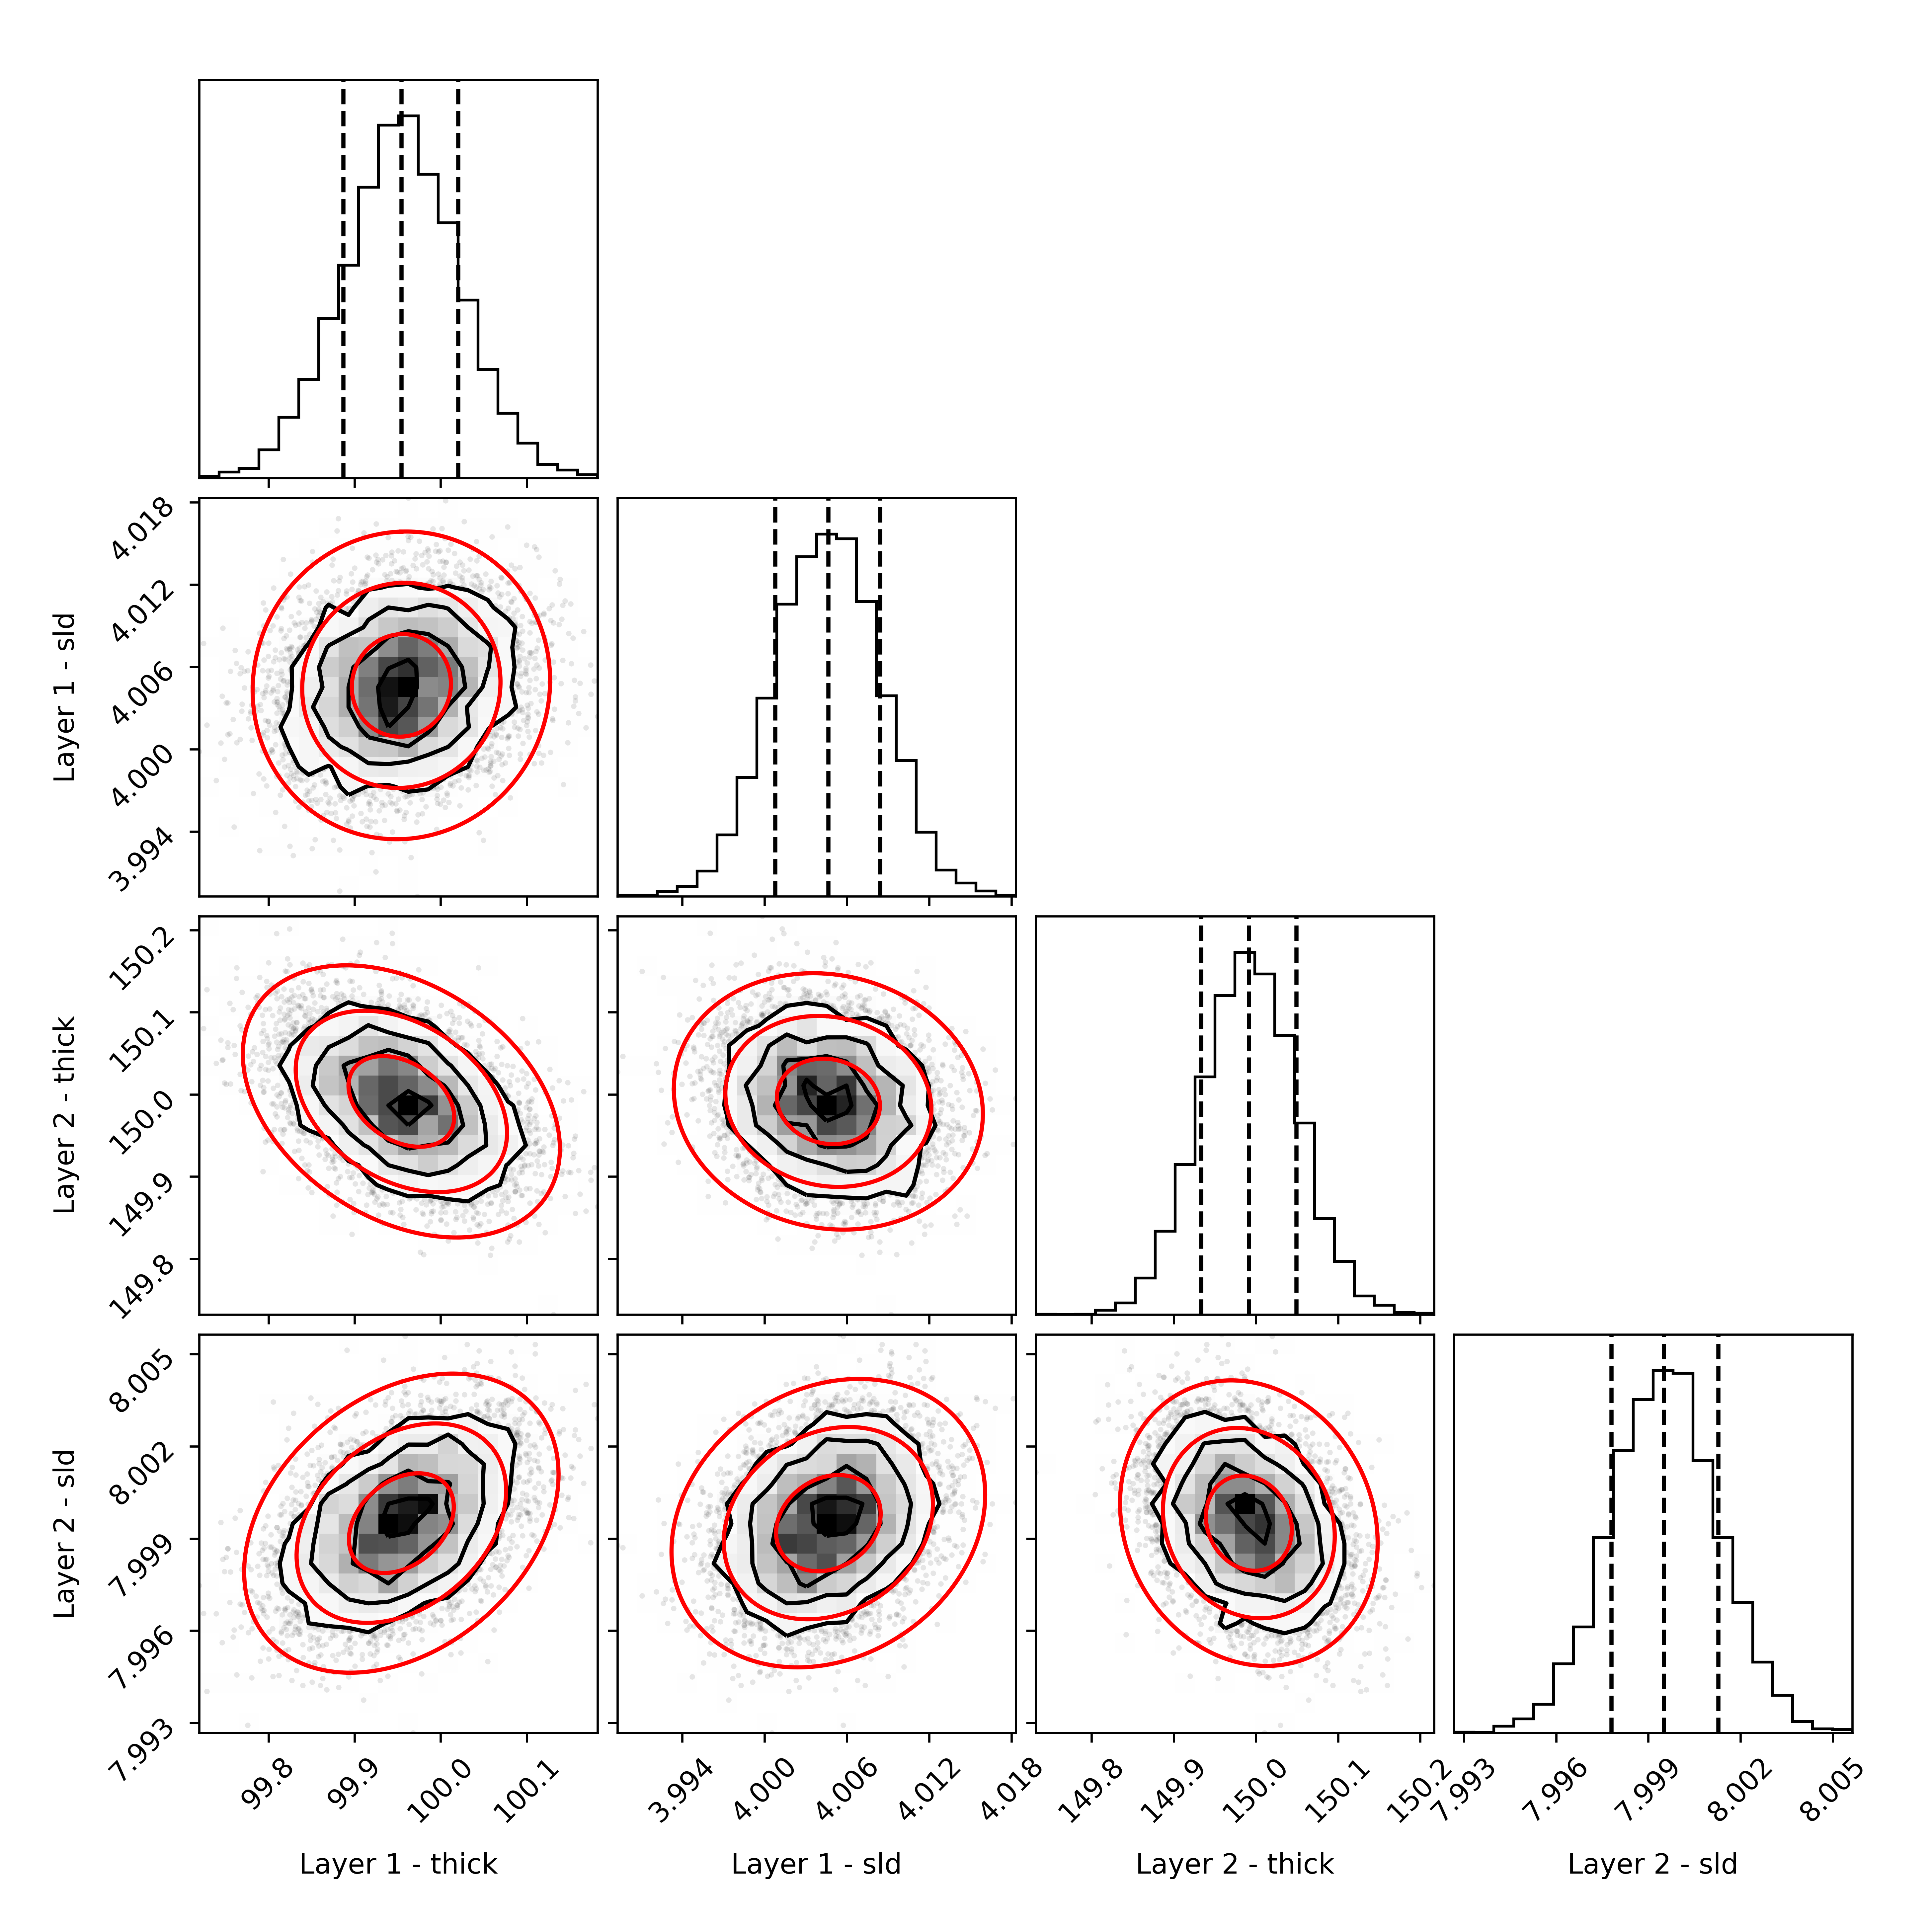 4.018
4.012
4.006
4.000
3.994
Layer 1 - sld
150.2
150.1
150.0
149.9
149.8
Layer 2 - thick
8.005
8.002
7.999
7.996
7.993
Layer 2 - sld
99.8 99.9 100.0 100.1
3.994 4.000 4.006 4.012 4.018
149.8 149.9 150.0 150.1 150.2
7.993 7.996 7.999 8.002 8.005
Layer 1 - thick
Layer 1 - sld
Layer 2 - thick
Layer 2 - sld